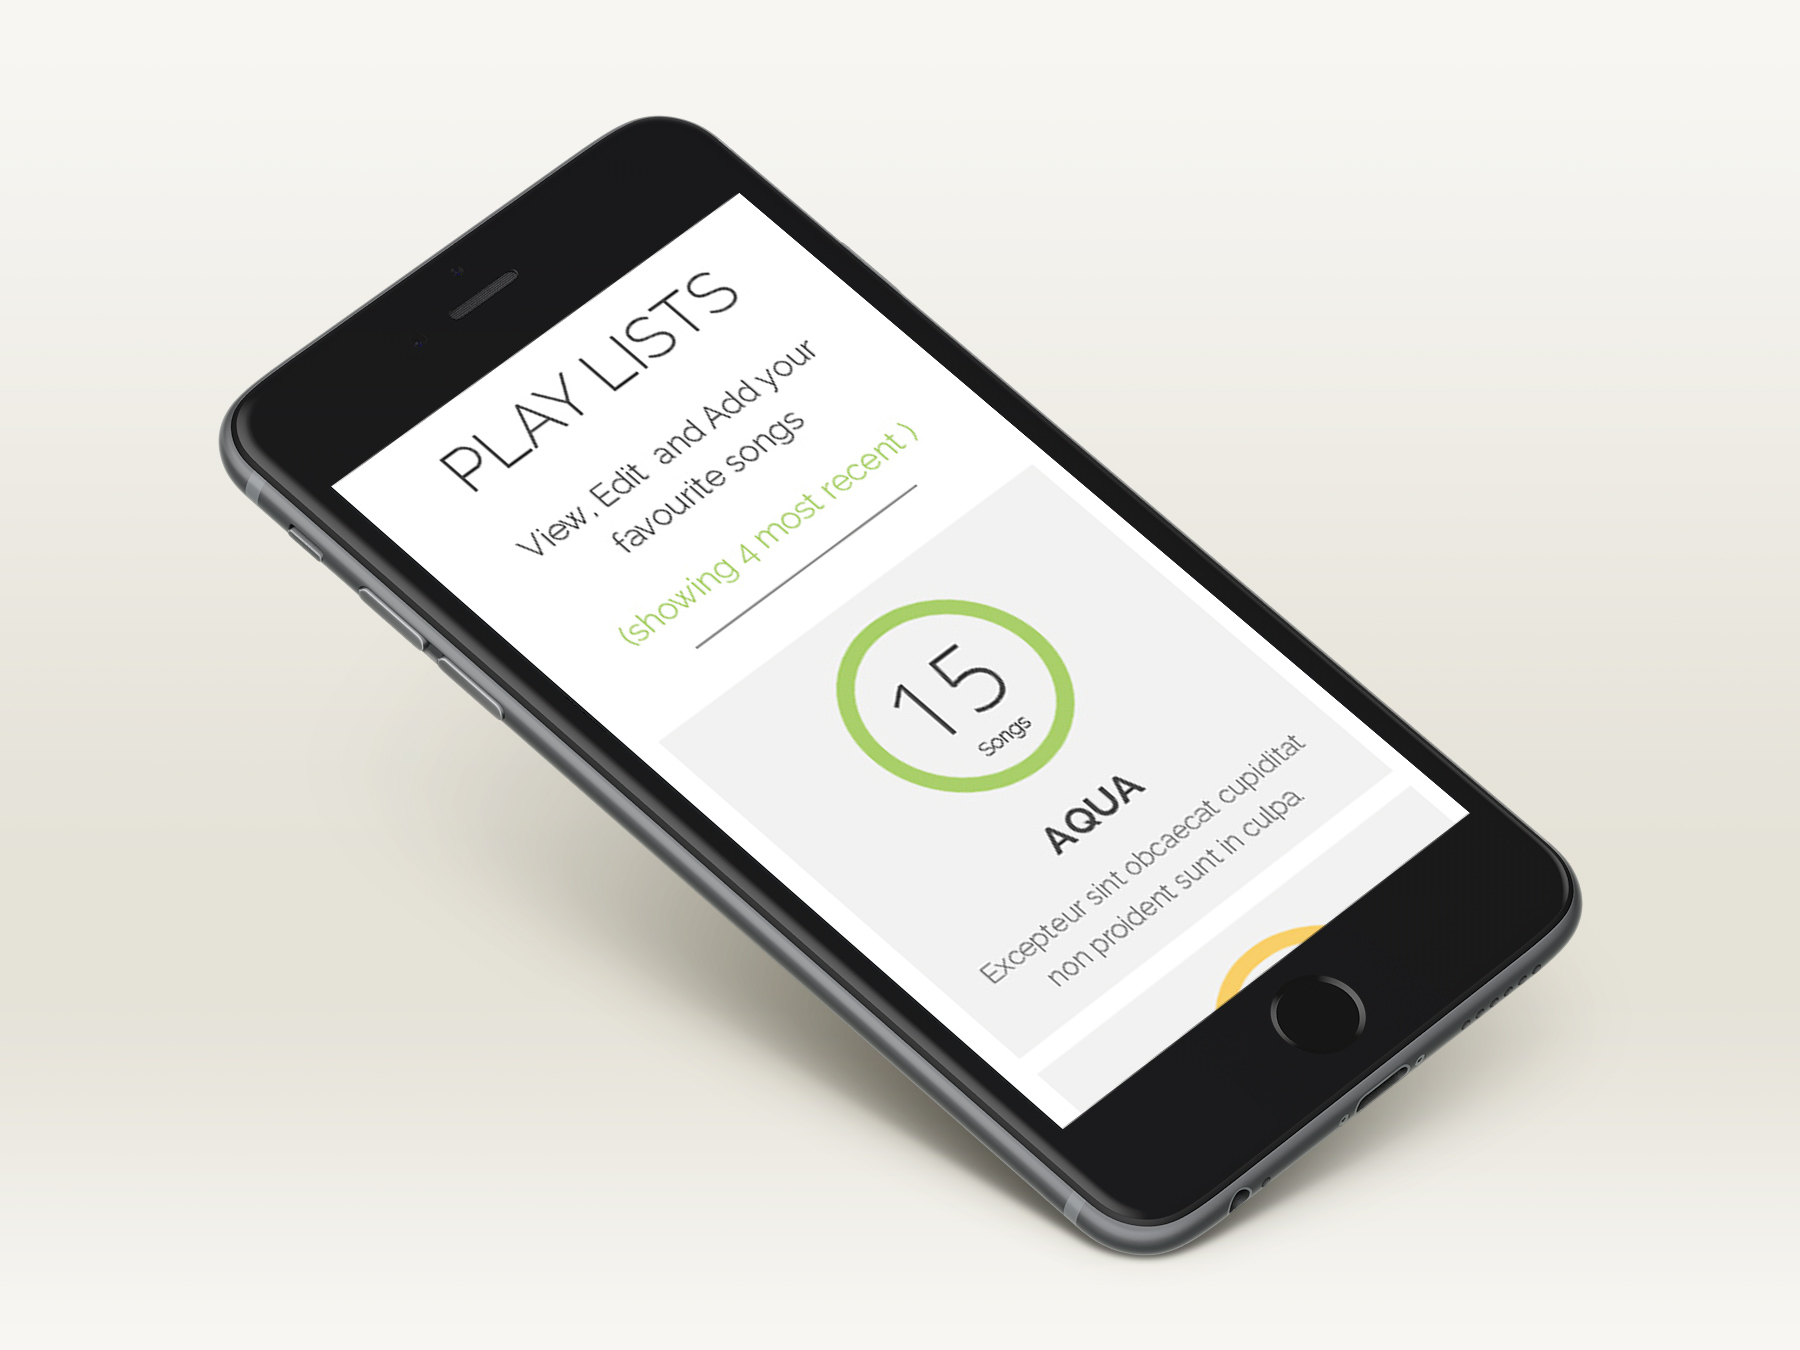 PLAY LISTS
View, Edit and Add your
favourite songs
(showing 4 most recent )
15
Songs
AQUA
Excepteur sint obcaecat cupiditat
non proident sunt in culpa.